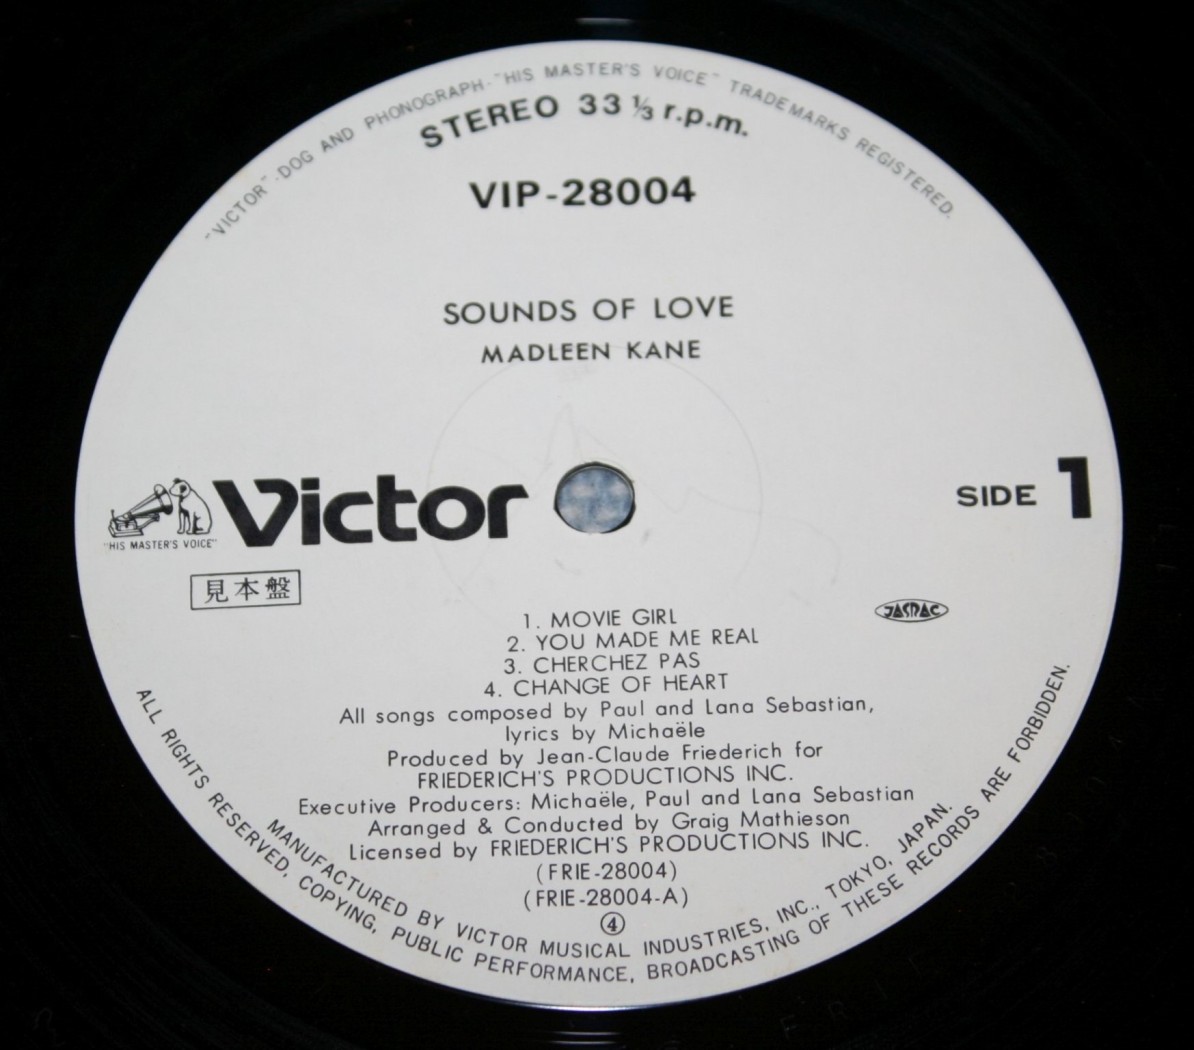 "VICTOR"-DOG AND PHONOGRAPH-"HIS MASTER'S VOICE" TRADEMARKS REGISTERED.
STEREO 33 ⅓ r.p.m.
VIP-28004
SOUNDS OF LOVE
MADLEEN KANE
Victor
"HIS MASTER'S VOICE"
SIDE 1
見本盤
JASRAC
1. MOVIE GIRL
2. YOU MADE ME REAL
3. CHERCHEZ PAS
4. CHANGE OF HEART
All songs composed by Paul and Lana Sebastian,
lyrics by Michaële
Produced by Jean-Claude Friederich for
FRIEDERICH'S PRODUCTIONS INC.
Executive Producers: Michaële, Paul and Lana Sebastian
Arranged & Conducted by Graig Mathieson
Licensed by FRIEDERICH'S PRODUCTIONS INC.
(FRIE-28004)
(FRIE-28004-A)
④
MANUFACTURED BY VICTOR MUSICAL INDUSTRIES, INC., TOKYO, JAPAN.
ALL RIGHTS RESERVED, COPYING, PUBLIC PERFORMANCE, BROADCASTING OF THESE RECORDS ARE FORBIDDEN.